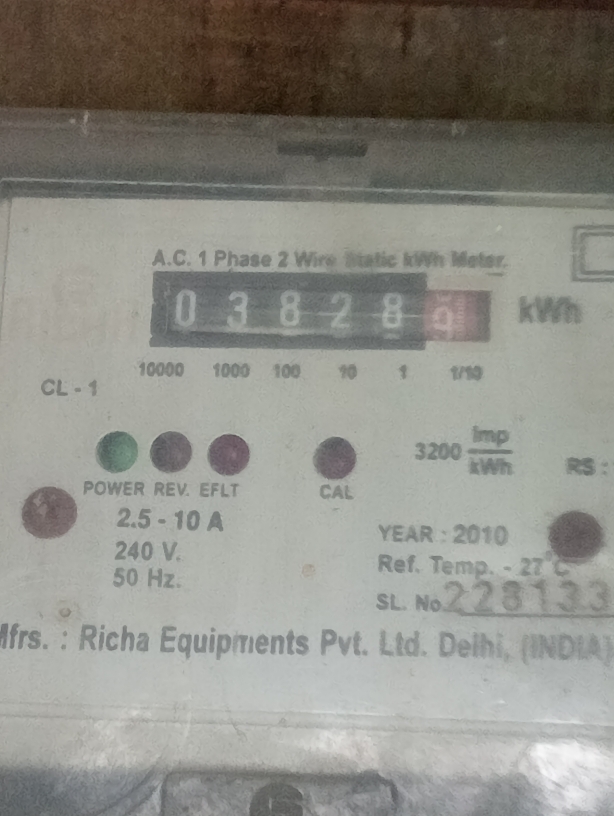 A.C. 1 Phase 2 Wire Static kWh Meter.
0 3 8 2 8 9 kWh
10000 1000 100 10 1 1/10
CL - 1
3200 imp/kWh
RS :
POWER REV. EFLT CAL
2.5 - 10 A
240 V.
50 Hz.
YEAR : 2010
Ref. Temp. - 27°C
SL. No 228133
Mfrs. : Richa Equipments Pvt. Ltd. Delhi, (INDIA)